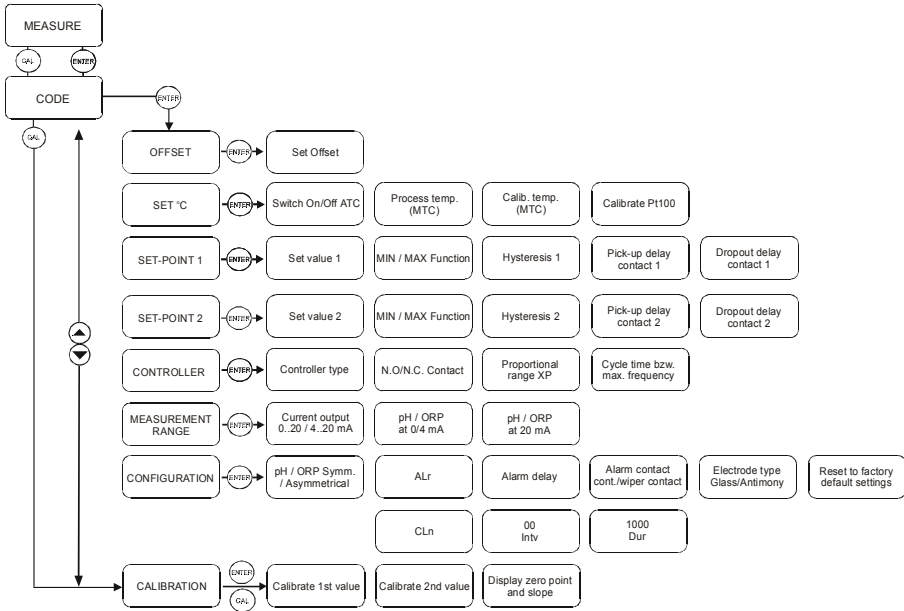 MEASURE
CAL
ENTER
CODE
ENTER
CAL
OFFSET
ENTER
Set Offset
SET °C
ENTER
Switch On/Off ATC
Process temp.
(MTC)
Calib. temp.
(MTC)
Calibrate Pt100
SET-POINT 1
ENTER
Set value 1
MIN / MAX Function
Hysteresis 1
Pick-up delay
contact 1
Dropout delay
contact 1
SET-POINT 2
ENTER
Set value 2
MIN / MAX Function
Hysteresis 2
Pick-up delay
contact 2
Dropout delay
contact 2
CONTROLLER
ENTER
Controller type
N.O/N.C. Contact
Proportional
range XP
Cycle time bzw.
max. frequency
MEASUREMENT
RANGE
ENTER
Current output
0..20 / 4..20 mA
pH / ORP
at 0/4 mA
pH / ORP
at 20 mA
CONFIGURATION
ENTER
pH / ORP Symm.
/ Asymmetrical
ALr
Alarm delay
Alarm contact
cont./wiper contact
Electrode type
Glass/Antimony
Reset to factory
default settings
CLn
00
Intv
1000
Dur
CALIBRATION
ENTER
CAL
Calibrate 1st value
Calibrate 2nd value
Display zero point
and slope